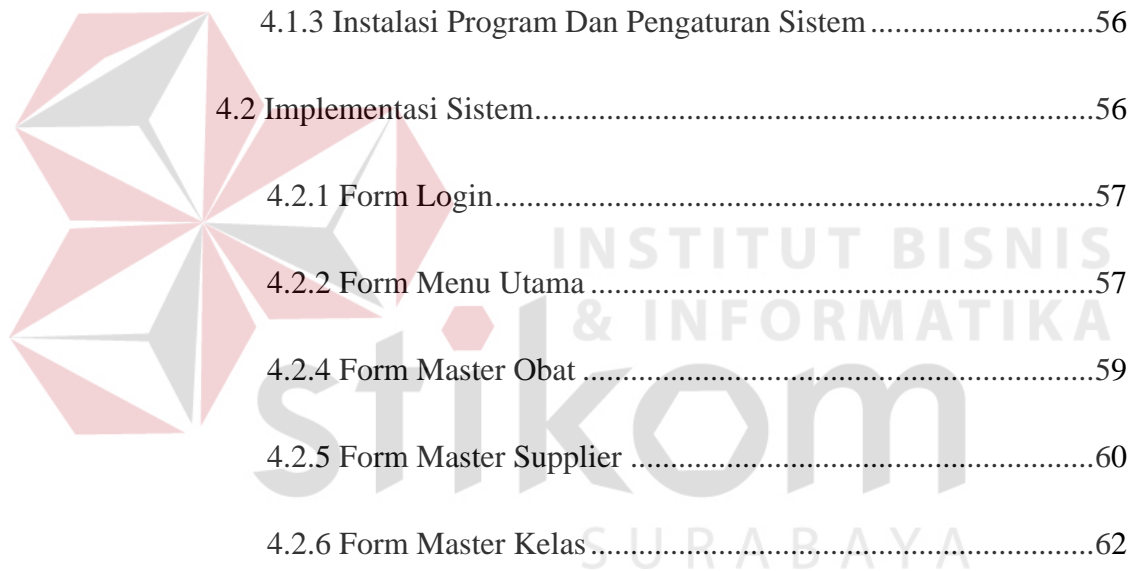 4.1.3 Instalasi Program Dan Pengaturan Sistem ............................56
4.2 Implementasi Sistem......................................................................56
4.2.1 Form Login...........................................................................57
4.2.2 Form Menu Utama ...............................................................57
INSTITUT BISNIS
& INFORMATIKA
4.2.4 Form Master Obat ................................................................59
stikom
4.2.5 Form Master Supplier ..........................................................60
4.2.6 Form Master Kelas...............................................................62
SURABAYA